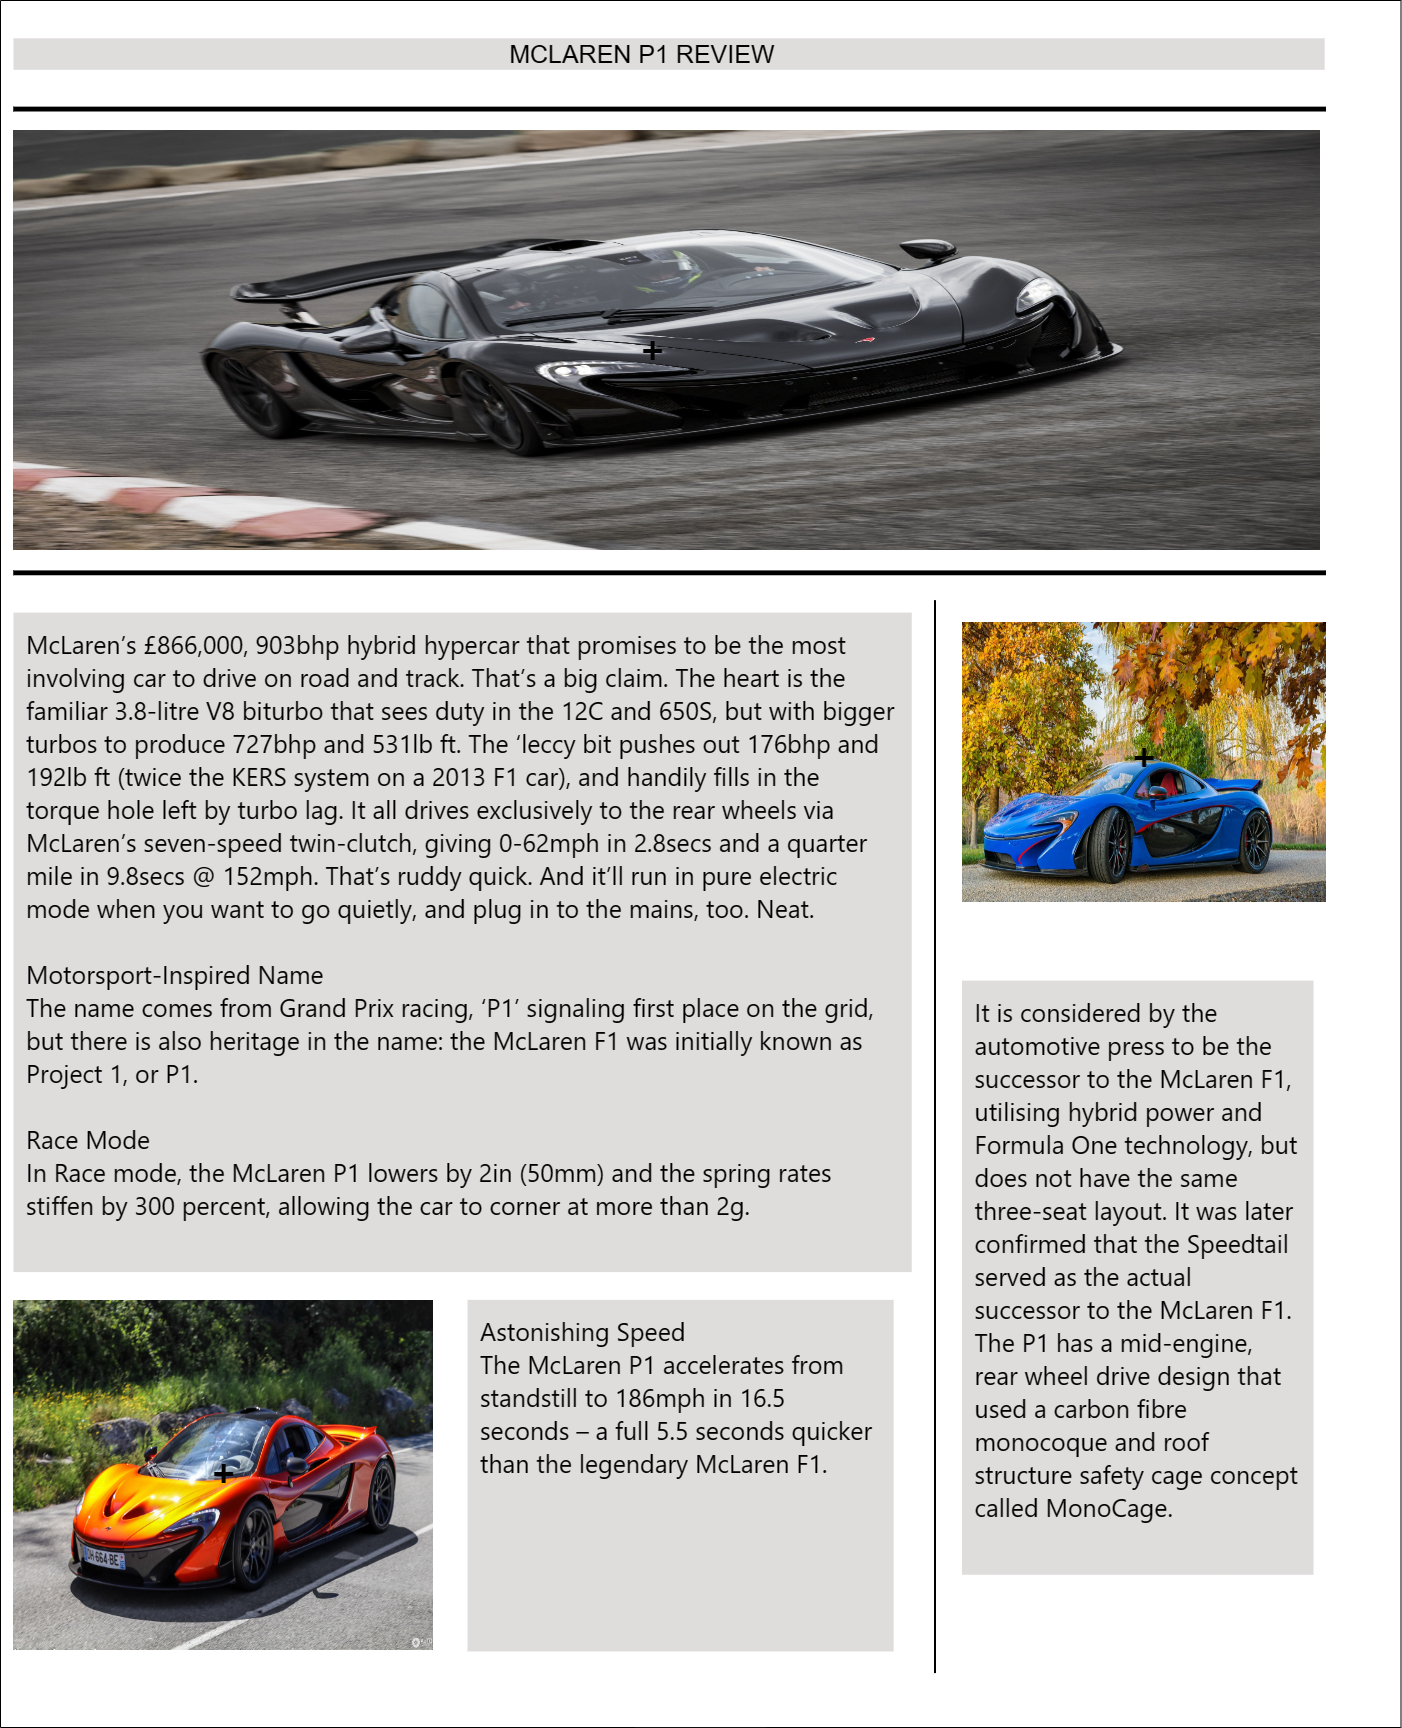 MCLAREN P1 REVIEW
McLaren’s £866,000, 903bhp hybrid hypercar that promises to be the most
involving car to drive on road and track. That’s a big claim. The heart is the
familiar 3.8-litre V8 biturbo that sees duty in the 12C and 650S, but with bigger
turbos to produce 727bhp and 531lb ft. The ‘leccy bit pushes out 176bhp and
192lb ft (twice the KERS system on a 2013 F1 car), and handily fills in the
torque hole left by turbo lag. It all drives exclusively to the rear wheels via
McLaren’s seven-speed twin-clutch, giving 0-62mph in 2.8secs and a quarter
mile in 9.8secs @ 152mph. That’s ruddy quick. And it’ll run in pure electric
mode when you want to go quietly, and plug in to the mains, too. Neat.
Motorsport-Inspired Name
The name comes from Grand Prix racing, ‘P1’ signaling first place on the grid,
but there is also heritage in the name: the McLaren F1 was initially known as
Project 1, or P1.
Race Mode
In Race mode, the McLaren P1 lowers by 2in (50mm) and the spring rates
stiffen by 300 percent, allowing the car to corner at more than 2g.
Astonishing Speed
The McLaren P1 accelerates from
standstill to 186mph in 16.5
seconds – a full 5.5 seconds quicker
than the legendary McLaren F1.
It is considered by the
automotive press to be the
successor to the McLaren F1,
utilising hybrid power and
Formula One technology, but
does not have the same
three-seat layout. It was later
confirmed that the Speedtail
served as the actual
successor to the McLaren F1.
The P1 has a mid-engine,
rear wheel drive design that
used a carbon fibre
monocoque and roof
structure safety cage concept
called MonoCage.